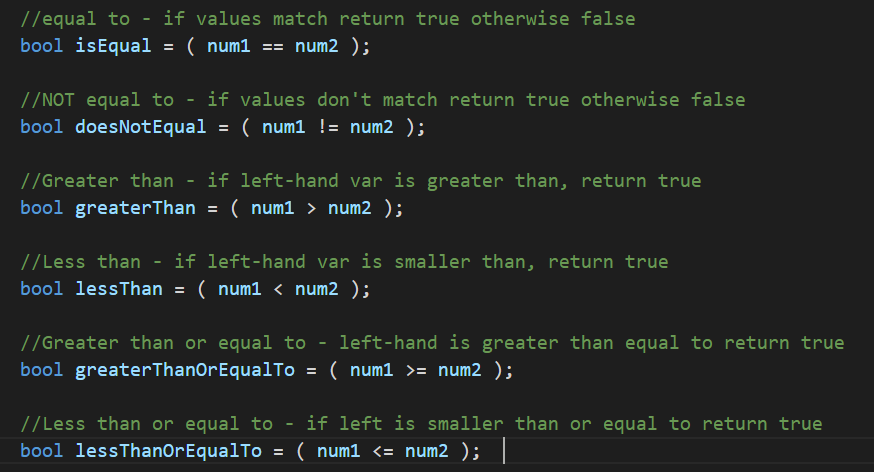 //equal to - if values match return true otherwise false
bool isEqual = ( num1 == num2 );
//NOT equal to - if values don't match return true otherwise false
bool doesNotEqual = ( num1 != num2 );
//Greater than - if left-hand var is greater than, return true
bool greaterThan = ( num1 > num2 );
//Less than - if left-hand var is smaller than, return true
bool lessThan = ( num1 < num2 );
//Greater than or equal to - left-hand is greater than equal to return true
bool greaterThanOrEqualTo = ( num1 >= num2 );
//Less than or equal to - if left is smaller than or equal to return true
bool lessThanOrEqualTo = ( num1 <= num2 );